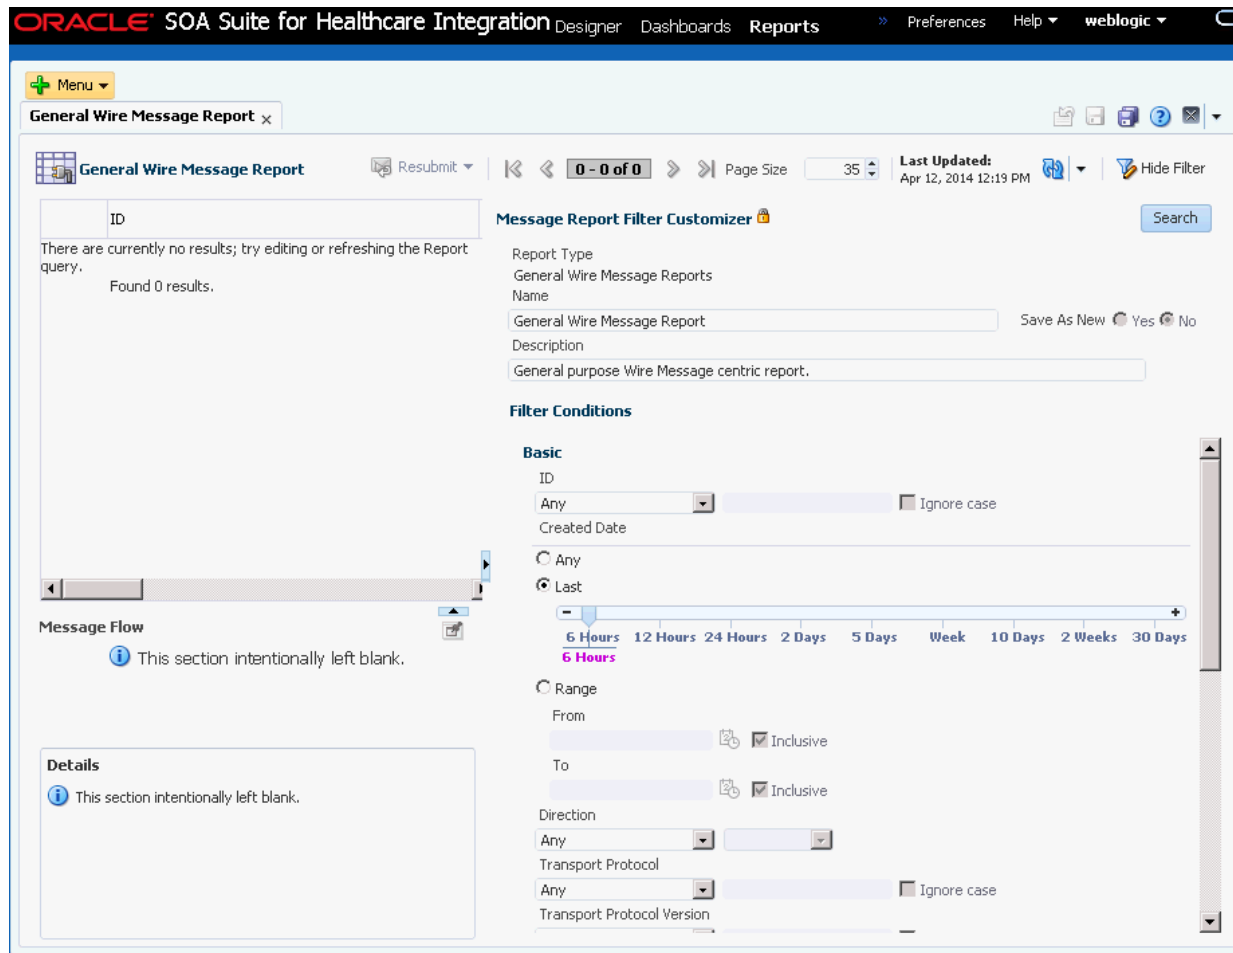 ORACLE SOA Suite for Healthcare Integration Designer Dashboards Reports » Preferences Help weblogic
Menu
General Wire Message Report x
General Wire Message Report Resubmit 0 - 0 of 0 Page Size 35 Last Updated:
Apr 12, 2014 12:19 PM Hide Filter
ID
There are currently no results; try editing or refreshing the Report
query.
Found 0 results.
Message Flow
This section intentionally left blank.
Details
This section intentionally left blank.
Message Report Filter Customizer Search
Report Type
General Wire Message Reports
Name
General Wire Message Report Save As New Yes No
Description
General purpose Wire Message centric report.
Filter Conditions
Basic
ID
Any Ignore case
Created Date
Any
Last
- +
6 Hours 12 Hours 24 Hours 2 Days 5 Days Week 10 Days 2 Weeks 30 Days
6 Hours
Range
From
Inclusive
To
Inclusive
Direction
Any
Transport Protocol
Any Ignore case
Transport Protocol Version